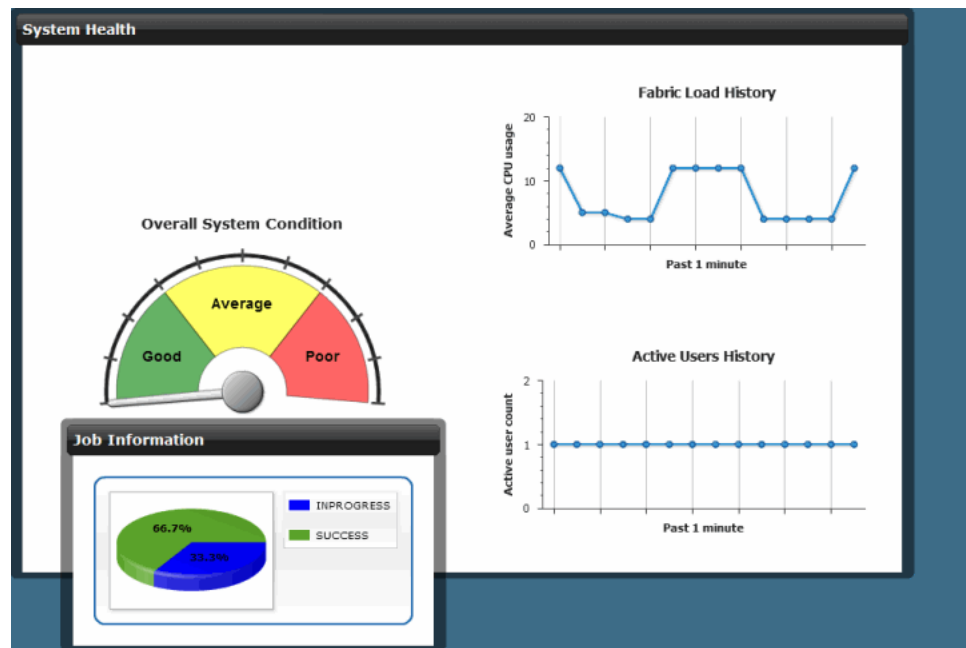 System Health
Overall System Condition
Good
Average
Poor
Fabric Load History
Average CPU usage
20
10
0
Past 1 minute
Active Users History
Active user count
2
1
0
Past 1 minute
Job Information
66.7%
33.3%
INPROGRESS
SUCCESS